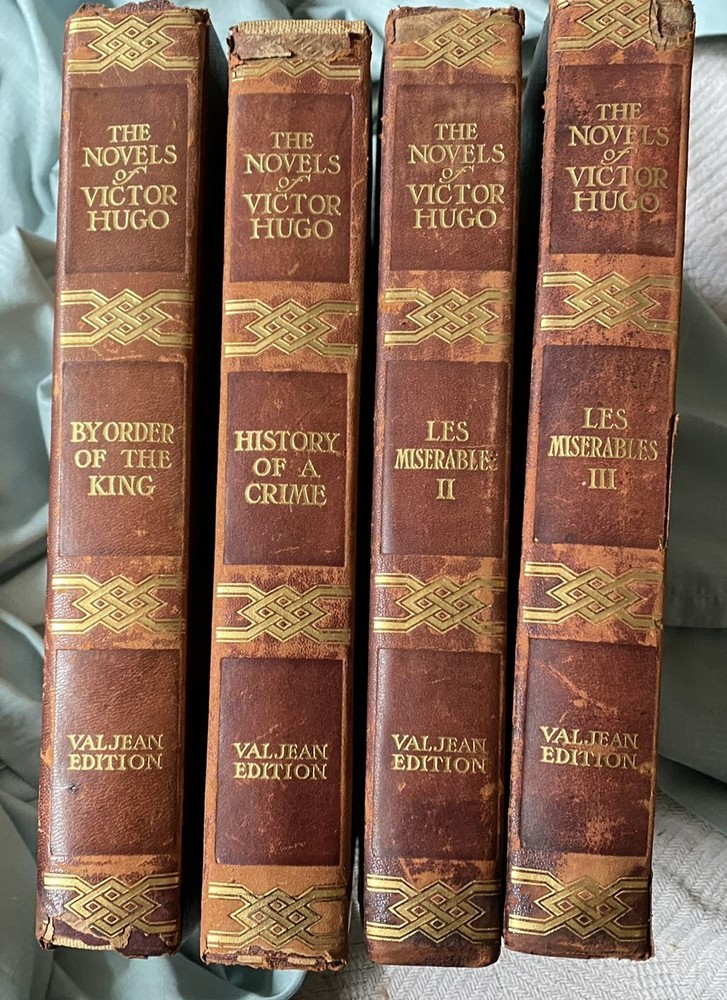 THE
NOVELS
of
VICTOR
HUGO
BY ORDER
OF THE
KING
VALJEAN
EDITION
THE
NOVELS
of
VICTOR
HUGO
HISTORY
OF A
CRIME
VALJEAN
EDITION
THE
NOVELS
of
VICTOR
HUGO
LES
MISERABLES
II
VALJEAN
EDITION
THE
NOVELS
of
VICTOR
HUGO
LES
MISERABLES
III
VALJEAN
EDITION